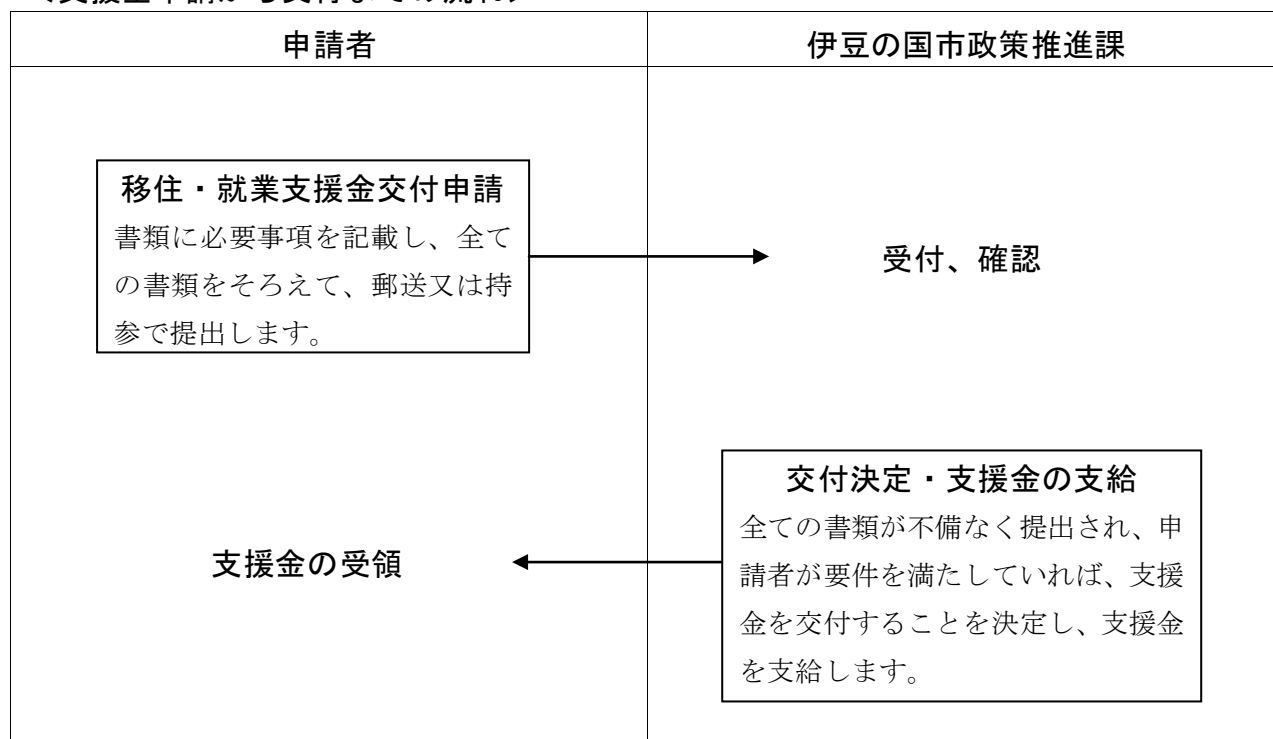 申請者
伊豆の国市政策推進課
移住・就業支援金交付申請
書類に必要事項を記載し、全て
の書類をそろえて、郵送又は持
参で提出します。
受付、確認
交付決定・支援金の支給
全ての書類が不備なく提出され、申
請者が要件を満たしていれば、支援
金を交付することを決定し、支援金
を支給します。
支援金の受領